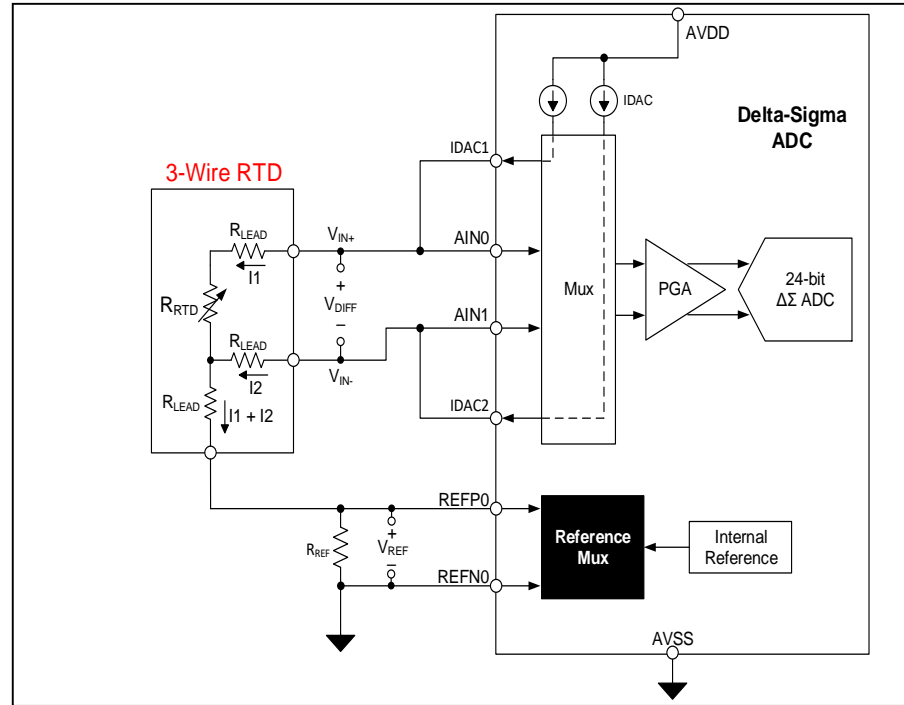 AVDD
IDAC
Delta-Sigma
ADC
IDAC1
3-Wire RTD
RLEAD
I1
VIN+
AIN0
+
VDIFF
–
Mux
PGA
24-bit
ΔΣ ADC
RRTD
AIN1
RLEAD
I2
VIN-
RLEAD
I1 + I2
IDAC2
REFP0
RREF
+
VREF
–
REFN0
Reference
Mux
Internal
Reference
AVSS